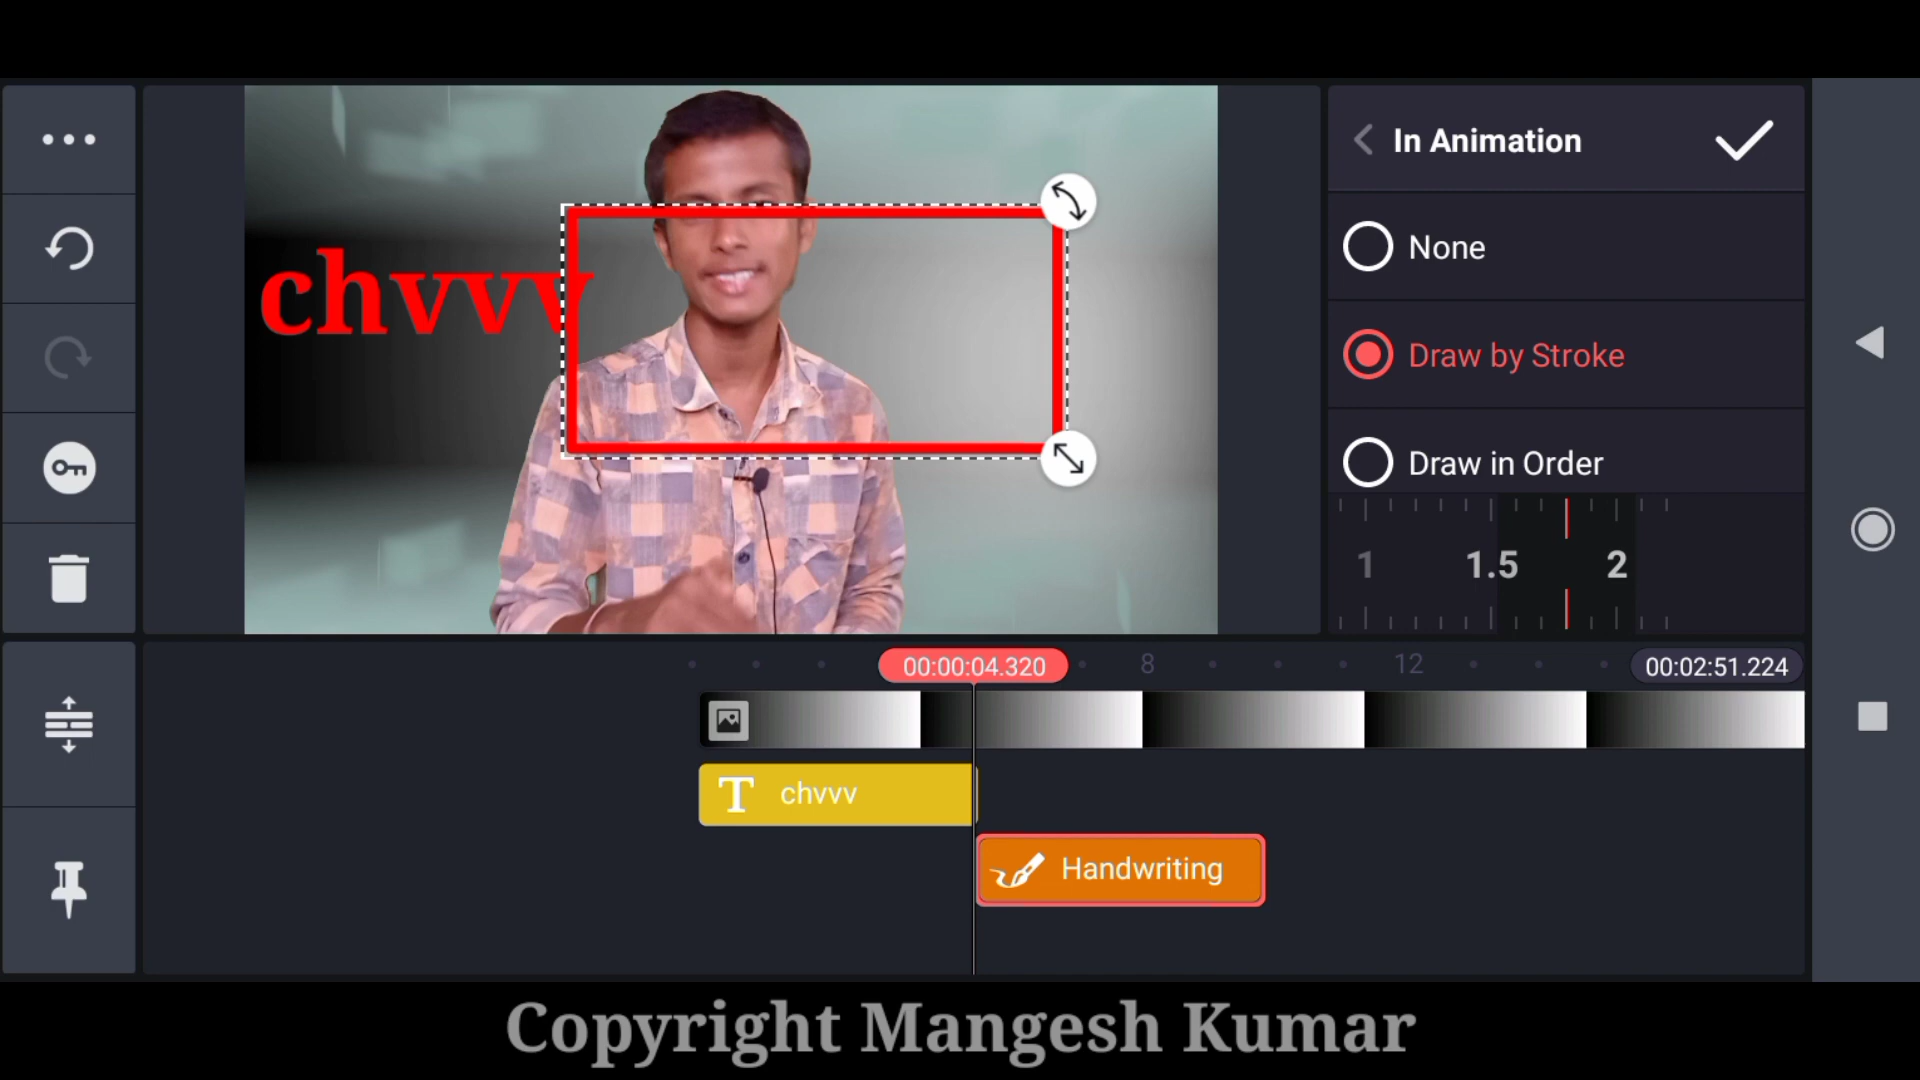 In Animation
None
chvvv
Draw by Stroke
Draw in Order
1 1.5 2
00:00:04.320 8 12 00:02:51.224
T chvvv
Handwriting
Copyright Mangesh Kumar